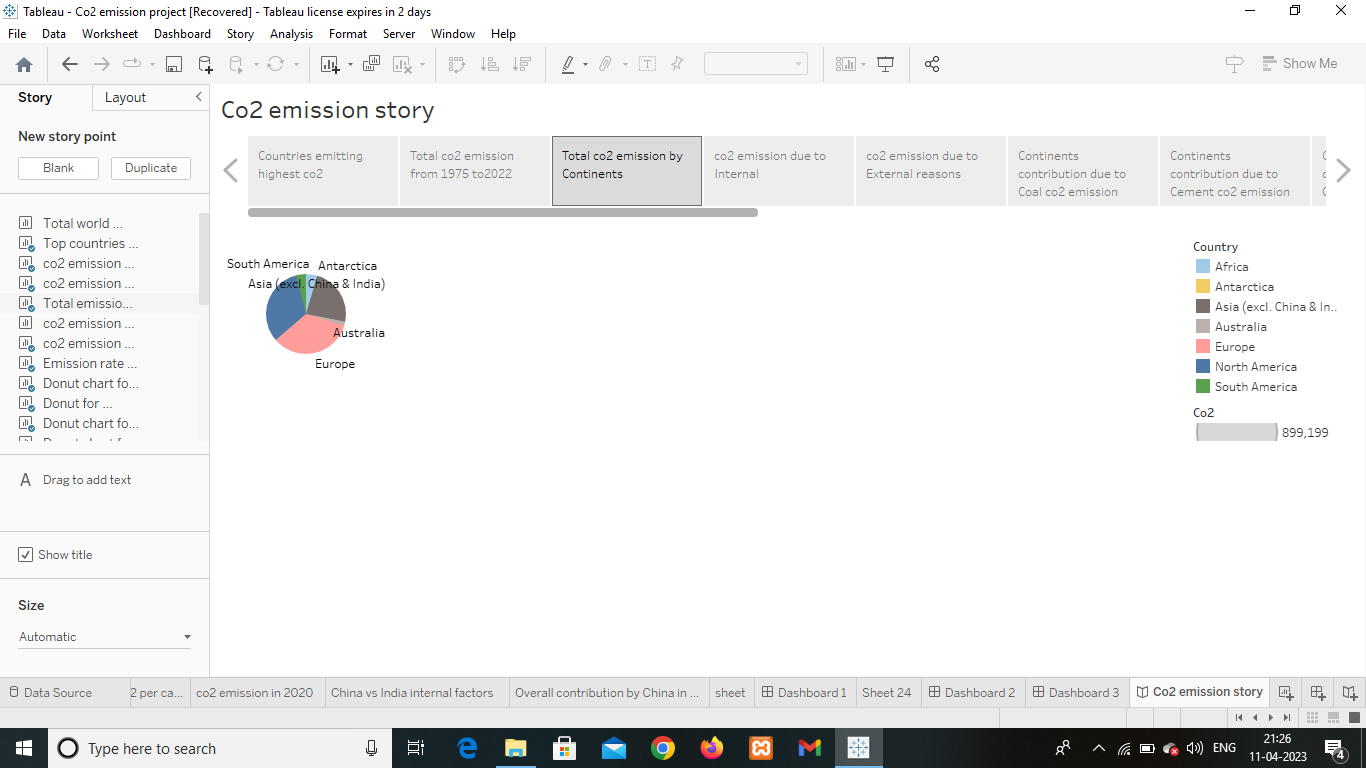 Tableau - Co2 emission project [Recovered] - Tableau license expires in 2 days
File Data Worksheet Dashboard Story Analysis Format Server Window Help
Show Me
Story Layout
New story point
Blank Duplicate
Total world ...
Top countries ...
co2 emission ...
co2 emission ...
Total emissio...
co2 emission ...
co2 emission ...
Emission rate ...
Donut chart fo...
Donut for ...
Donut chart fo...
A Drag to add text
Show title
Size
Automatic
Co2 emission story
Countries emitting
highest co2
Total co2 emission
from 1975 to2022
Total co2 emission by
Continents
co2 emission due to
Internal
co2 emission due to
External reasons
Continents
contribution due to
Coal co2 emission
Continents
contribution due to
Cement co2 emission
South America
Antarctica
Asia (excl. China & India)
Australia
Europe
Country
Africa
Antarctica
Asia (excl. China & In..
Australia
Europe
North America
South America
Co2
899,199
Data Source 2 per ca... co2 emission in 2020 China vs India internal factors Overall contribution by China in ... sheet Dashboard 1 Sheet 24 Dashboard 2 Dashboard 3 Co2 emission story
Type here to search
ENG
21:26
11-04-2023
4